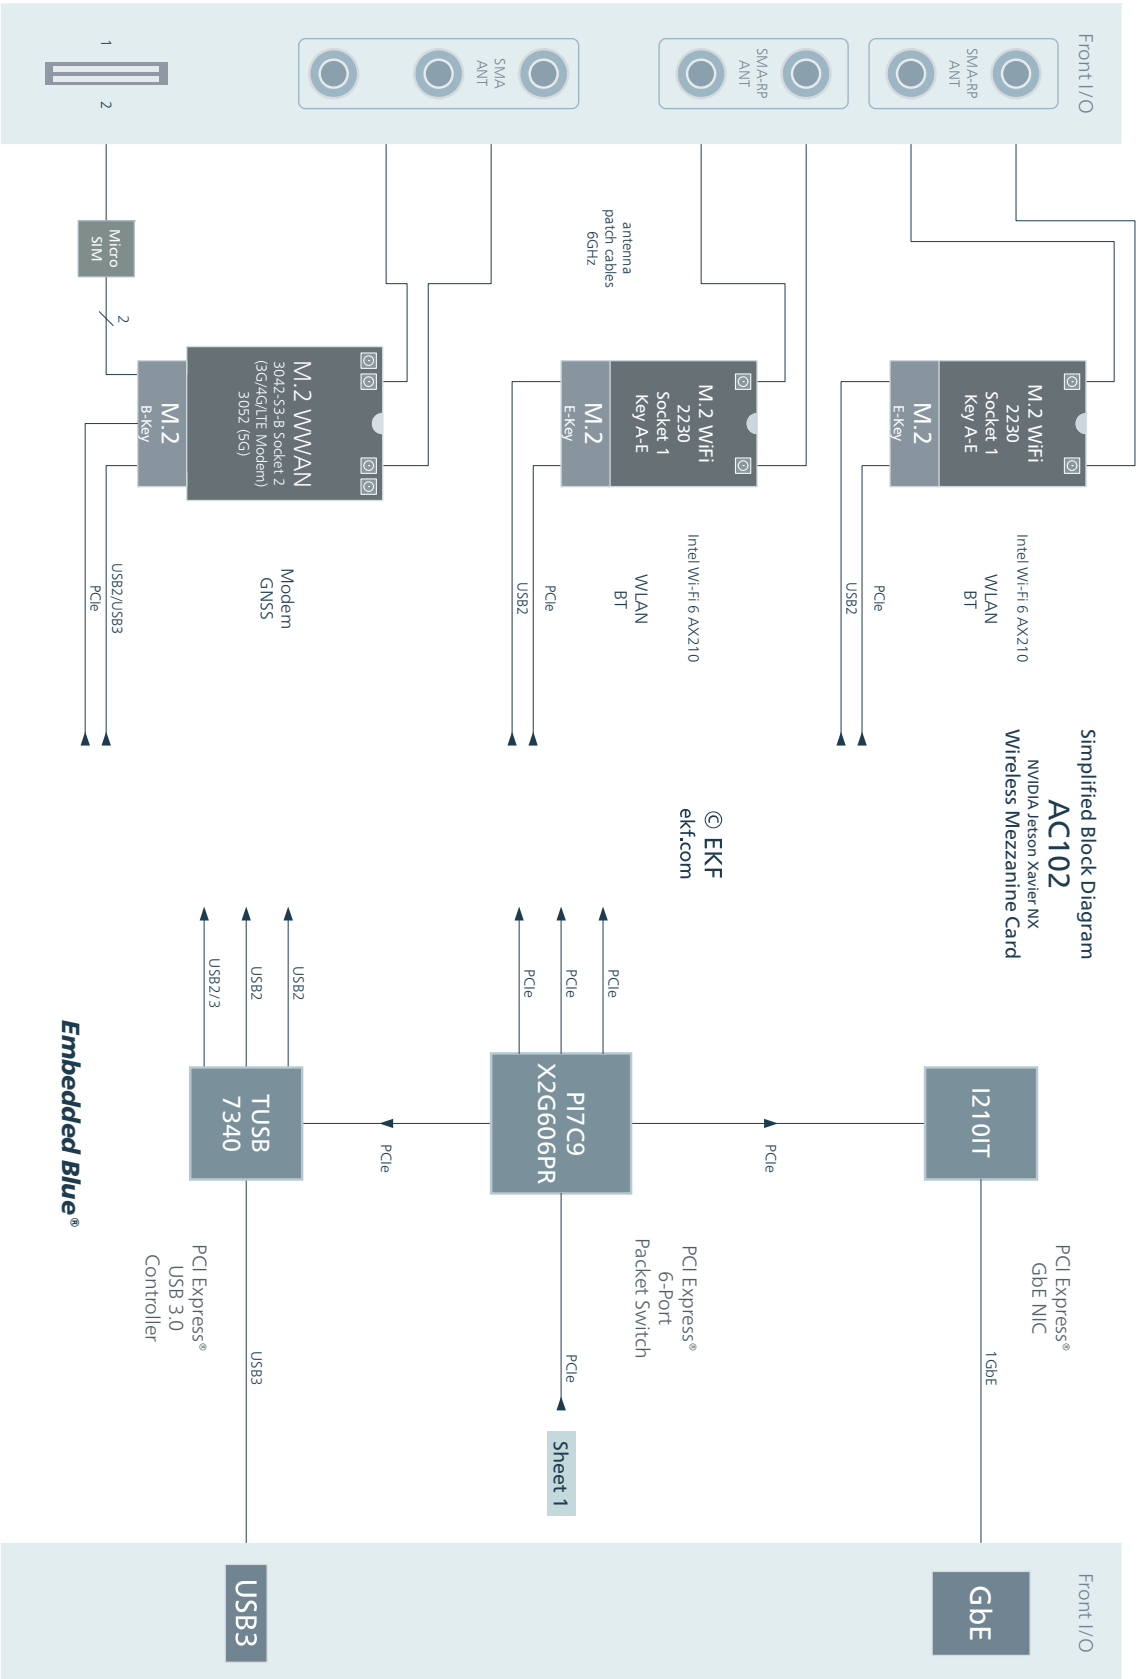 Front I/O
SMA-RP
ANT
SMA-RP
ANT
SMA
ANT
1
2
antenna
patch cables
6GHz
Micro
SIM
2
M.2 WiFi
2230
Socket 1
Key A-E
M.2
E-Key
M.2 WiFi
2230
Socket 1
Key A-E
M.2
E-Key
M.2 WWAN
3042-S3-B Socket 2
(3G/4G/LTE Modem)
3052 (5G)
M.2
B-Key
Intel Wi-Fi 6 AX210
WLAN
BT
PCIe
USB2
Intel Wi-Fi 6 AX210
WLAN
BT
PCIe
USB2
Modem
GNSS
USB2/USB3
PCIe
Simplified Block Diagram
AC102
NVIDIA Jetson Xavier NX
Wireless Mezzanine Card
© EKF
ekf.com
PCIe
PCIe
PCIe
USB2
USB2
USB2/3
I210IT
PI7C9
X2G606PR
TUSB
7340
PCIe
PCIe
Embedded Blue®
PCI Express®
GbE NIC
PCI Express®
6-Port
Packet Switch
PCI Express®
USB 3.0
Controller
1GbE
PCIe
USB3
Sheet 1
Front I/O
GbE
USB3